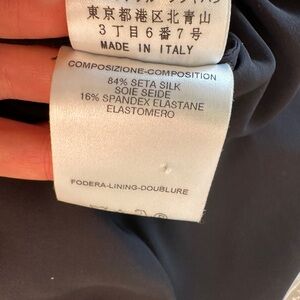 東京都港区北青山
3丁目6番7号
MADE IN ITALY
COMPOSIZIONE-COMPOSITION
84% SETA SILK
SOIE SEIDE
16% SPANDEX ELASTANE
ELASTOMERO
FODERA-LINING-DOUBLURE